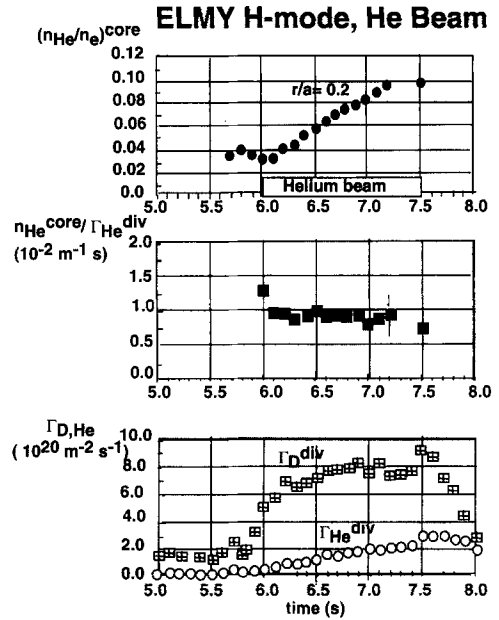 ELMY H-mode, He Beam
(nHe/ne)core
0.12
0.10
0.08
0.06
0.04
0.02
0.0
r/a= 0.2
Helium beam
5.0 5.5 6.0 6.5 7.0 7.5 8.0
nHecore/ ΓHediv
(10-2 m-1 s)
2.0
1.5
1.0
0.5
0.0
5.0 5.5 6.0 6.5 7.0 7.5 8.0
ΓD,He
( 1020 m-2 s-1)
10.0
8.0
6.0
4.0
2.0
0.0
ΓDdiv
ΓHediv
5.0 5.5 6.0 6.5 7.0 7.5 8.0
time (s)